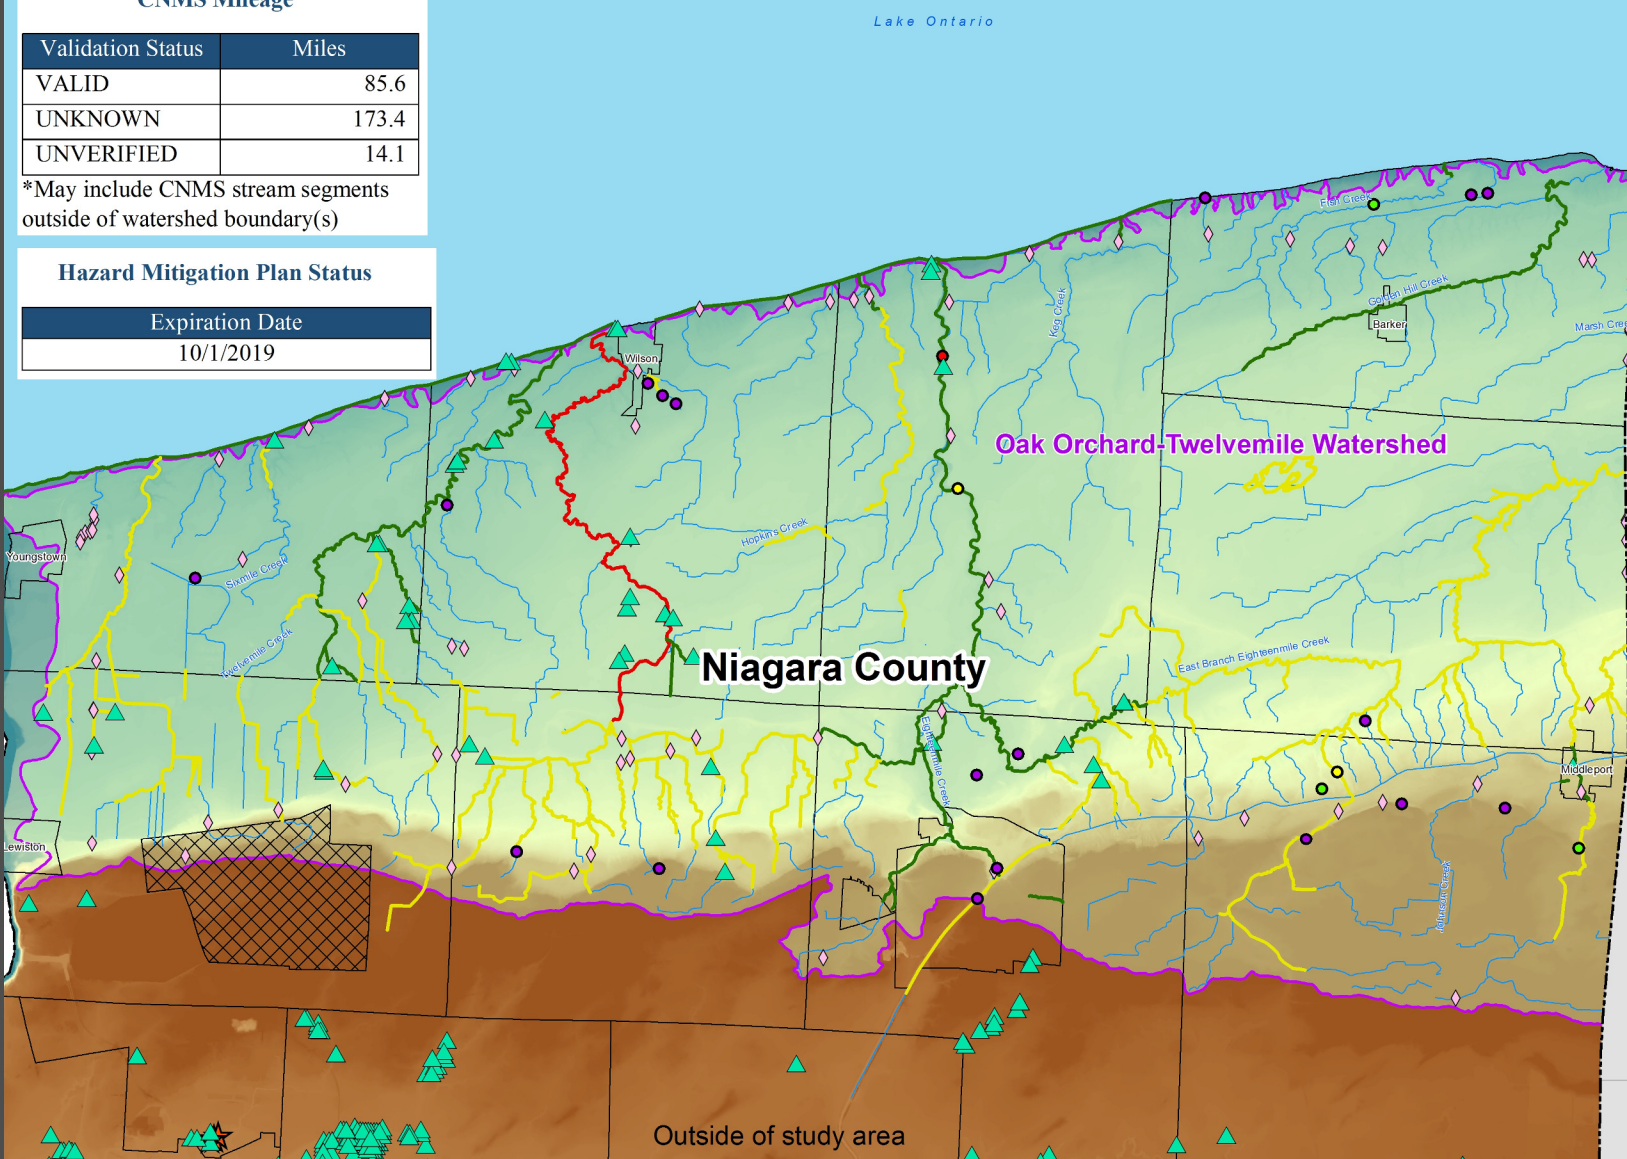 CNMS Mileage
Validation Status Miles
VALID 85.6
UNKNOWN 173.4
UNVERIFIED 14.1
*May include CNMS stream segments
outside of watershed boundary(s)
Hazard Mitigation Plan Status
Expiration Date
10/1/2019
Lake Ontario
Fish Creek
Golden Hill Creek
Keg Creek
Barker
Marsh Cree
Wilson
Oak Orchard-Twelvemile Watershed
Hopkins Creek
Youngstown
Sixmile Creek
Twelvemile Creek
East Branch Eighteenmile Creek
Niagara County
Eighteenmile Creek
Middleport
Lewiston
Johnson Creek
Outside of study area